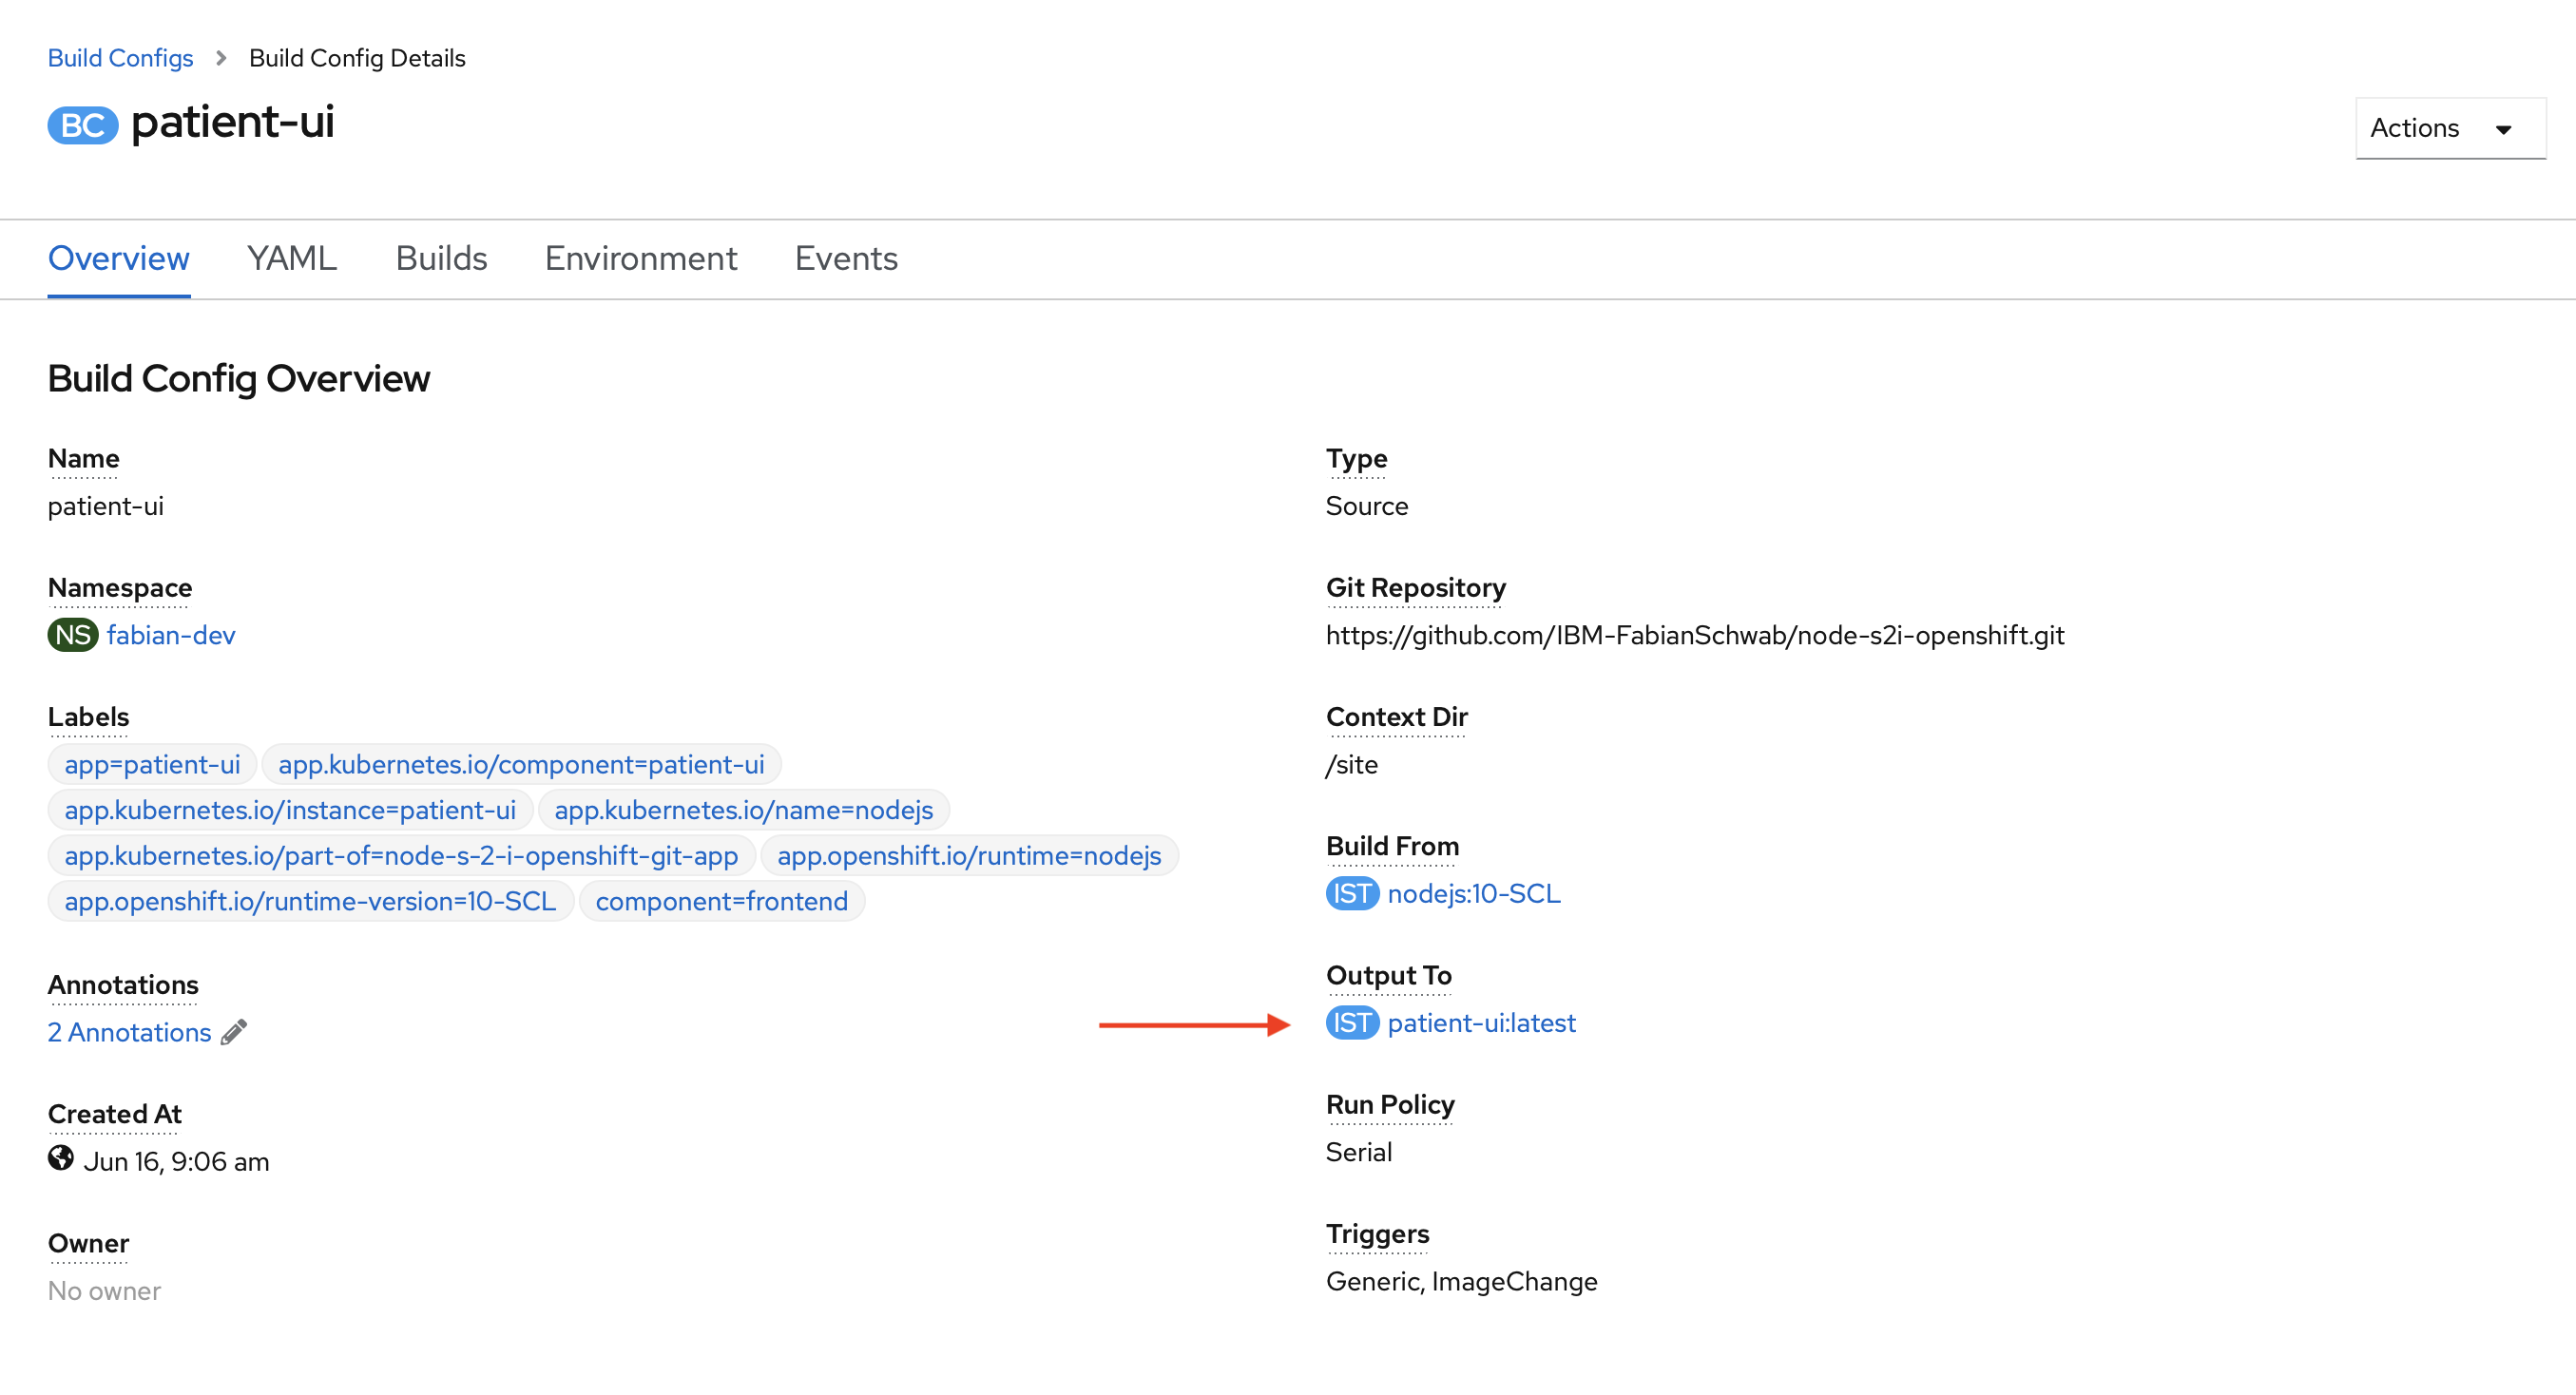 Build Configs > Build Config Details
BC patient-ui
Actions
Overview YAML Builds Environment Events
Build Config Overview
Name
patient-ui
Namespace
NS fabian-dev
Labels
app=patient-ui app.kubernetes.io/component=patient-ui
app.kubernetes.io/instance=patient-ui app.kubernetes.io/name=nodejs
app.kubernetes.io/part-of=node-s-2-i-openshift-git-app app.openshift.io/runtime=nodejs
app.openshift.io/runtime-version=10-SCL component=frontend
Annotations
2 Annotations
Created At
Jun 16, 9:06 am
Owner
No owner
Type
Source
Git Repository
https://github.com/IBM-FabianSchwab/node-s2i-openshift.git
Context Dir
/site
Build From
IST nodejs:10-SCL
Output To
IST patient-ui:latest
Run Policy
Serial
Triggers
Generic, ImageChange